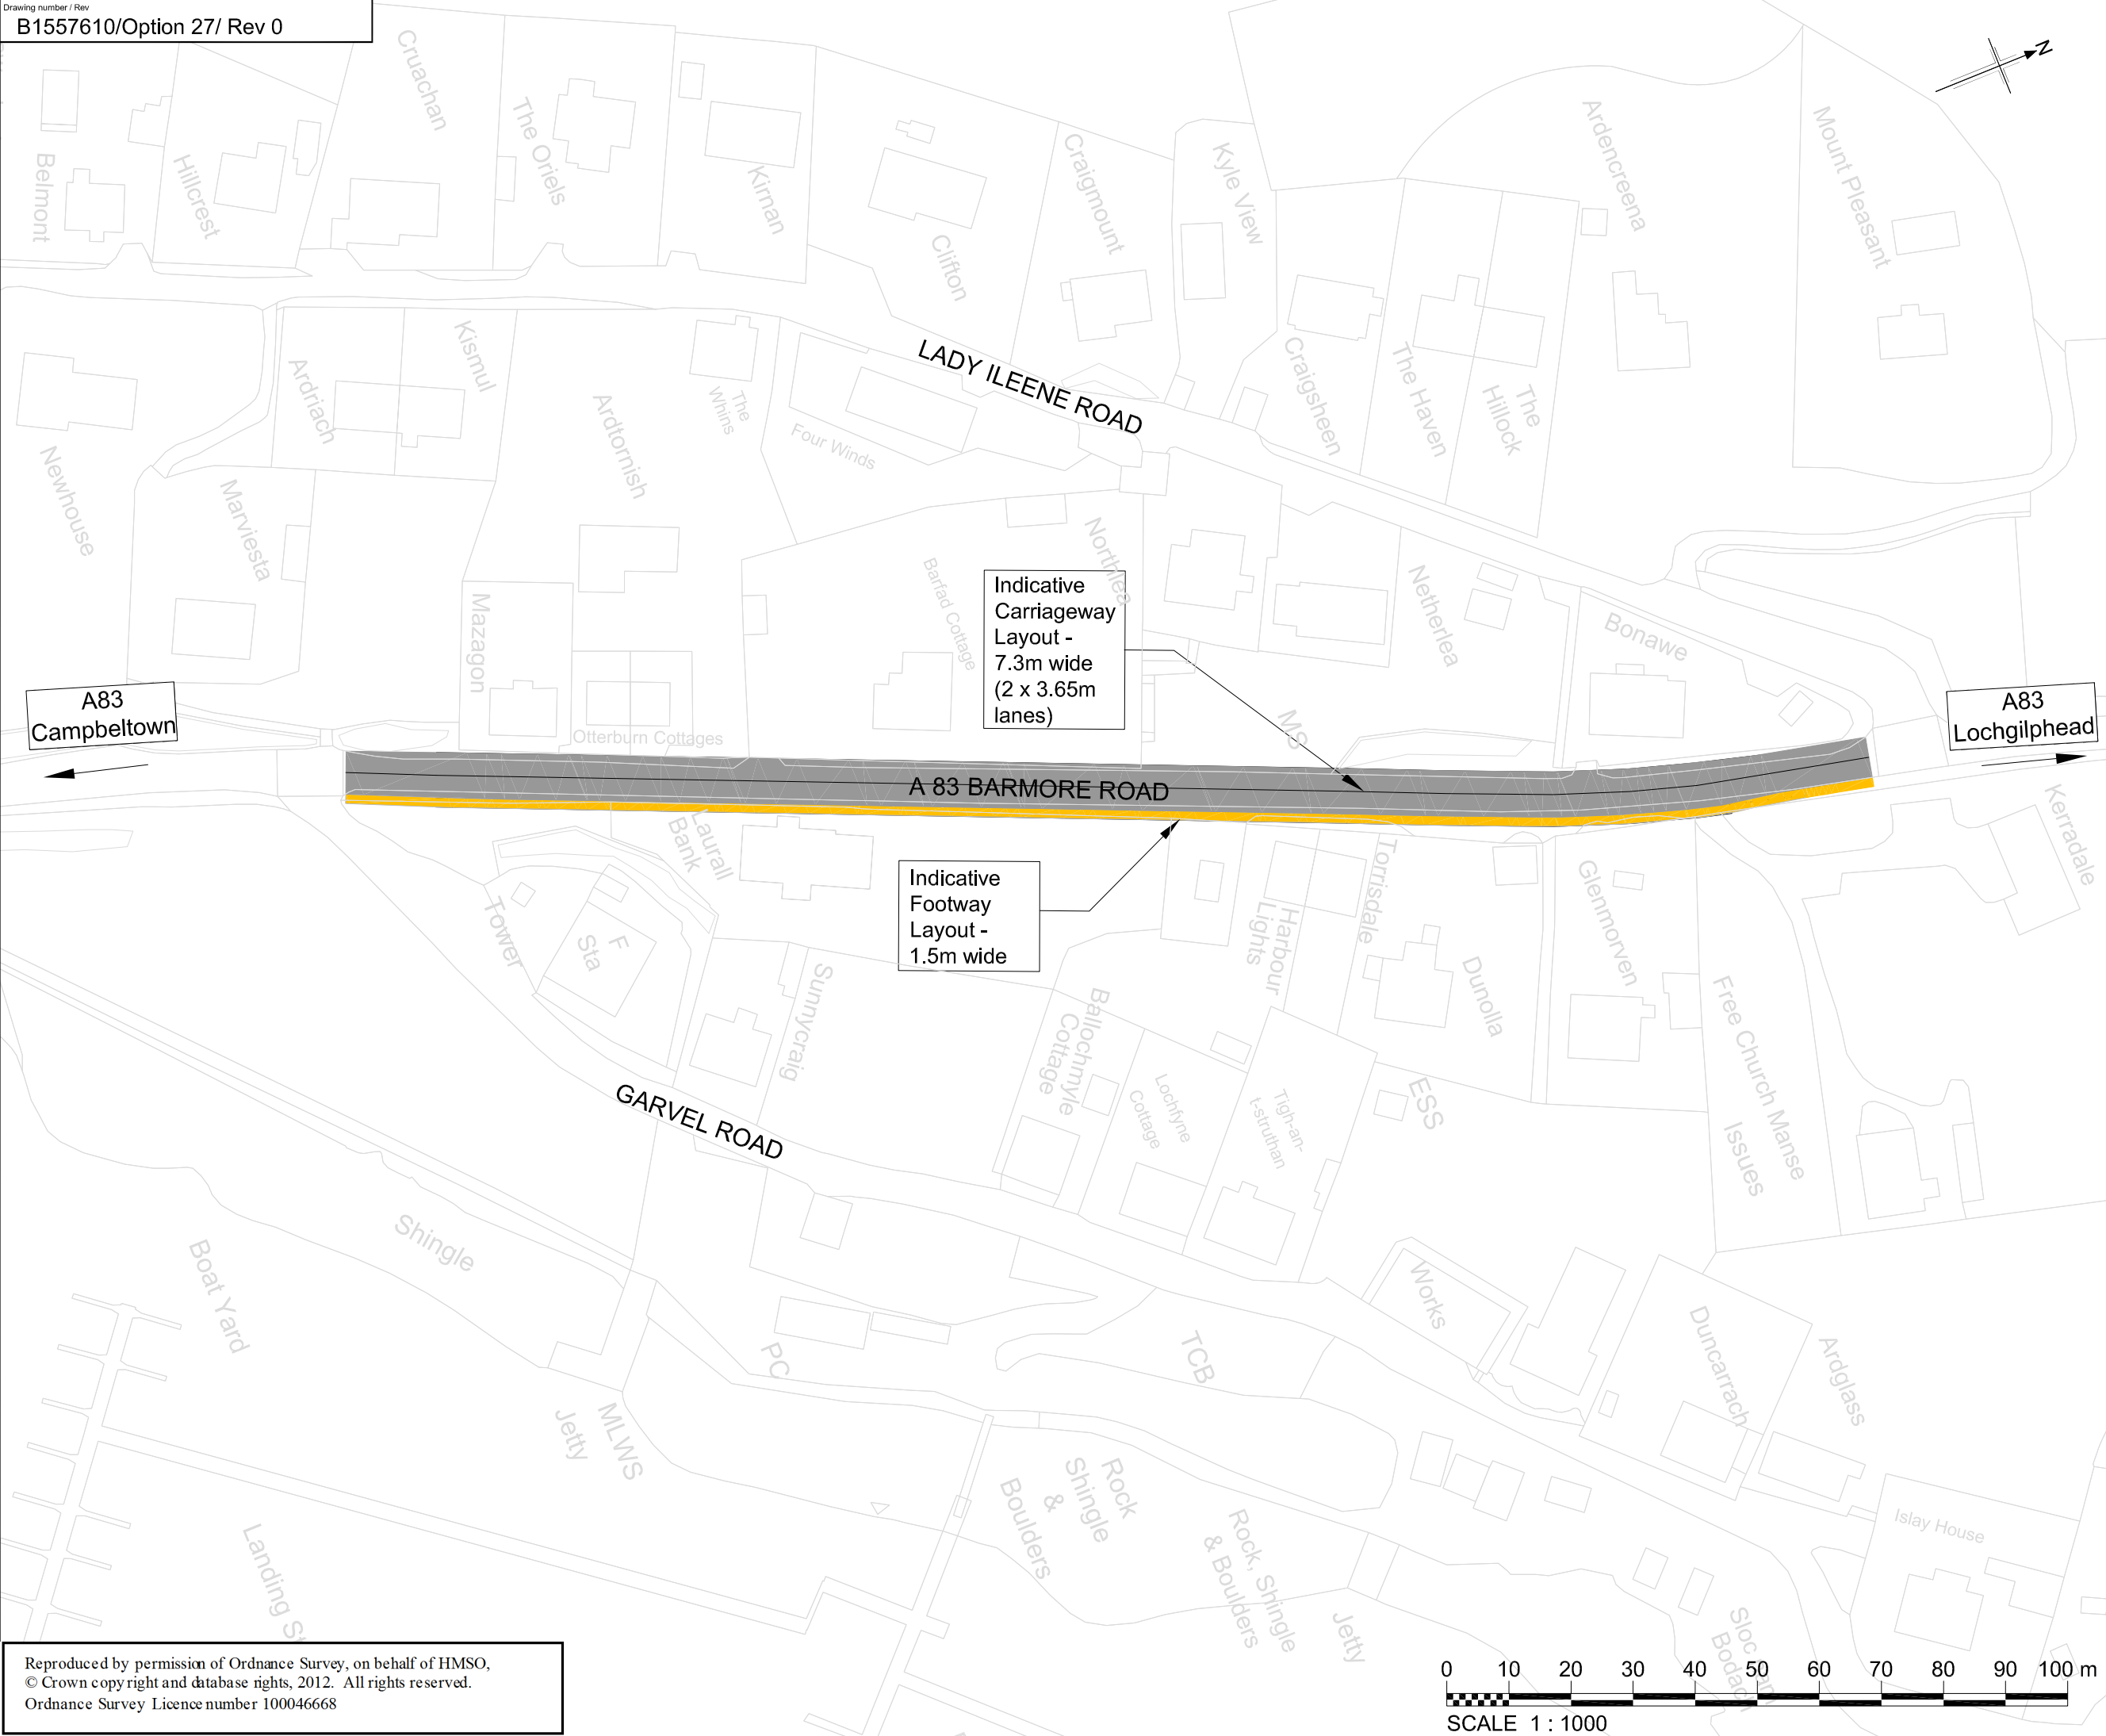 Drawing number / Rev
B1557610/Option 27/ Rev 0
N
Cruachan
The Oriels
Belmont
Hillcrest
Kirnan
Clifton
Craigmount
Kyle View
Ardencreena
Mount Pleasant
Newhouse
Ardriach
Kismul
Ardtornish
The
Whins
Four Winds
LADY ILEENE ROAD
Craigsheen
The Haven
The
Hillock
Marviesta
Mazagon
Otterburn Cottages
Barfad Cottage
Northlea
Indicative
Carriageway
Layout -
7.3m wide
(2 x 3.65m
lanes)
MS
Netherlea
Bonawe
A83
Campbeltown
A83
Lochgilphead
A 83 BARMORE ROAD
Laurall
Bank
Tower
F
Sta
Indicative
Footway
Layout -
1.5m wide
Sunnycraig
Harbour
Lights
Torrisdale
Dunolla
Glenmorven
Free Church Manse
Kerradale
Issues
GARVEL ROAD
Ballochmyle
Cottage
Lochfyne
Cottage
Tigh-an-
t-struthan
ESS
Shingle
Boat Yard
PC
TCB
Works
Duncarrach
Ardglass
Jetty
MLWS
Rock
& Shingle
Boulders
Rock, Shingle
& Boulders
Jetty
Islay House
Landing St
Sloc an
Bodach
Reproduced by permission of Ordnance Survey, on behalf of HMSO,
© Crown copyright and database rights, 2012. All rights reserved.
Ordnance Survey Licence number 100046668
0 10 20 30 40 50 60 70 80 90 100 m
SCALE 1 : 1000